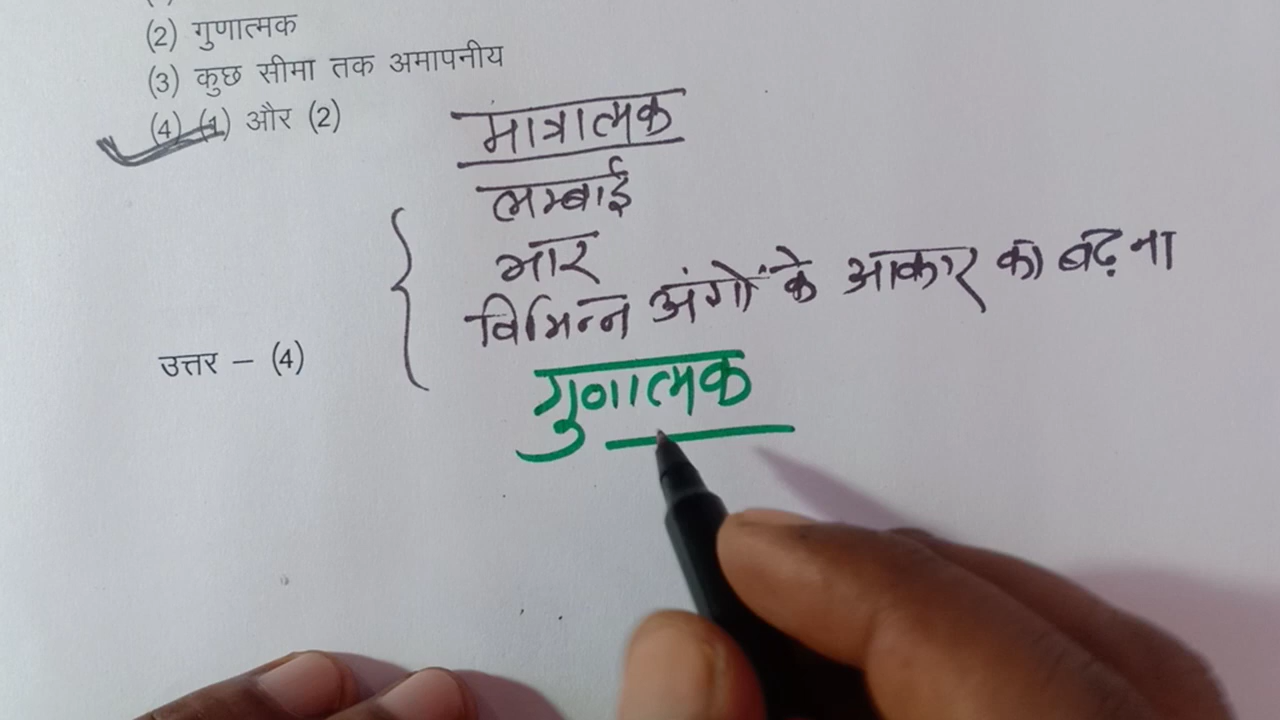 (2) गुणात्मक
(3) कुछ सीमा तक अमापनीय
(4) (1) और (2)
मात्रात्मक
लम्बाई
भार
विभिन्न अंगों के आकार का बढ़ना
उत्तर – (4)
गुणात्मक